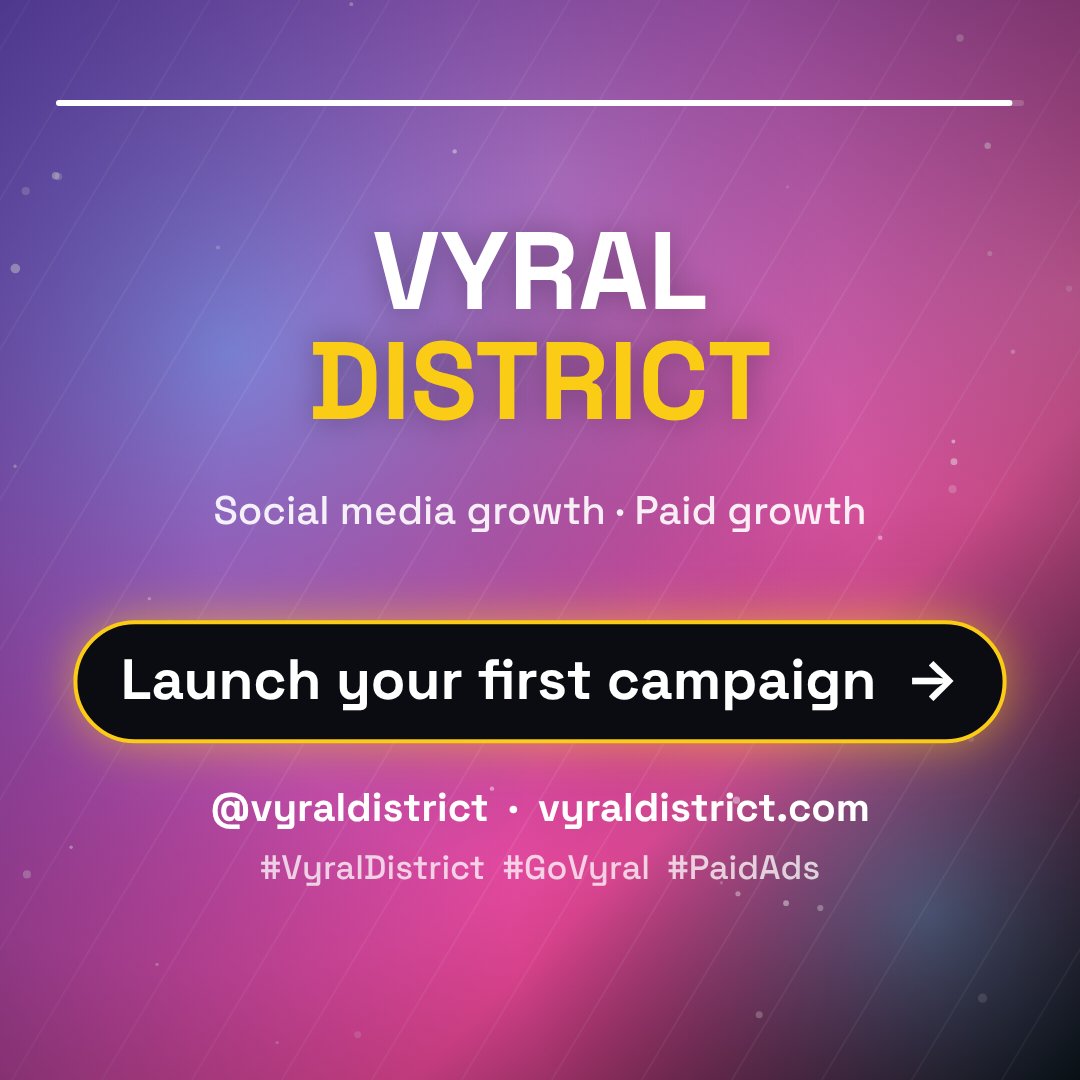 VYRAL
DISTRICT
Social media growth · Paid growth
Launch your first campaign →
@vyraldistrict · vyraldistrict.com
#VyralDistrict #GoVyral #PaidAds